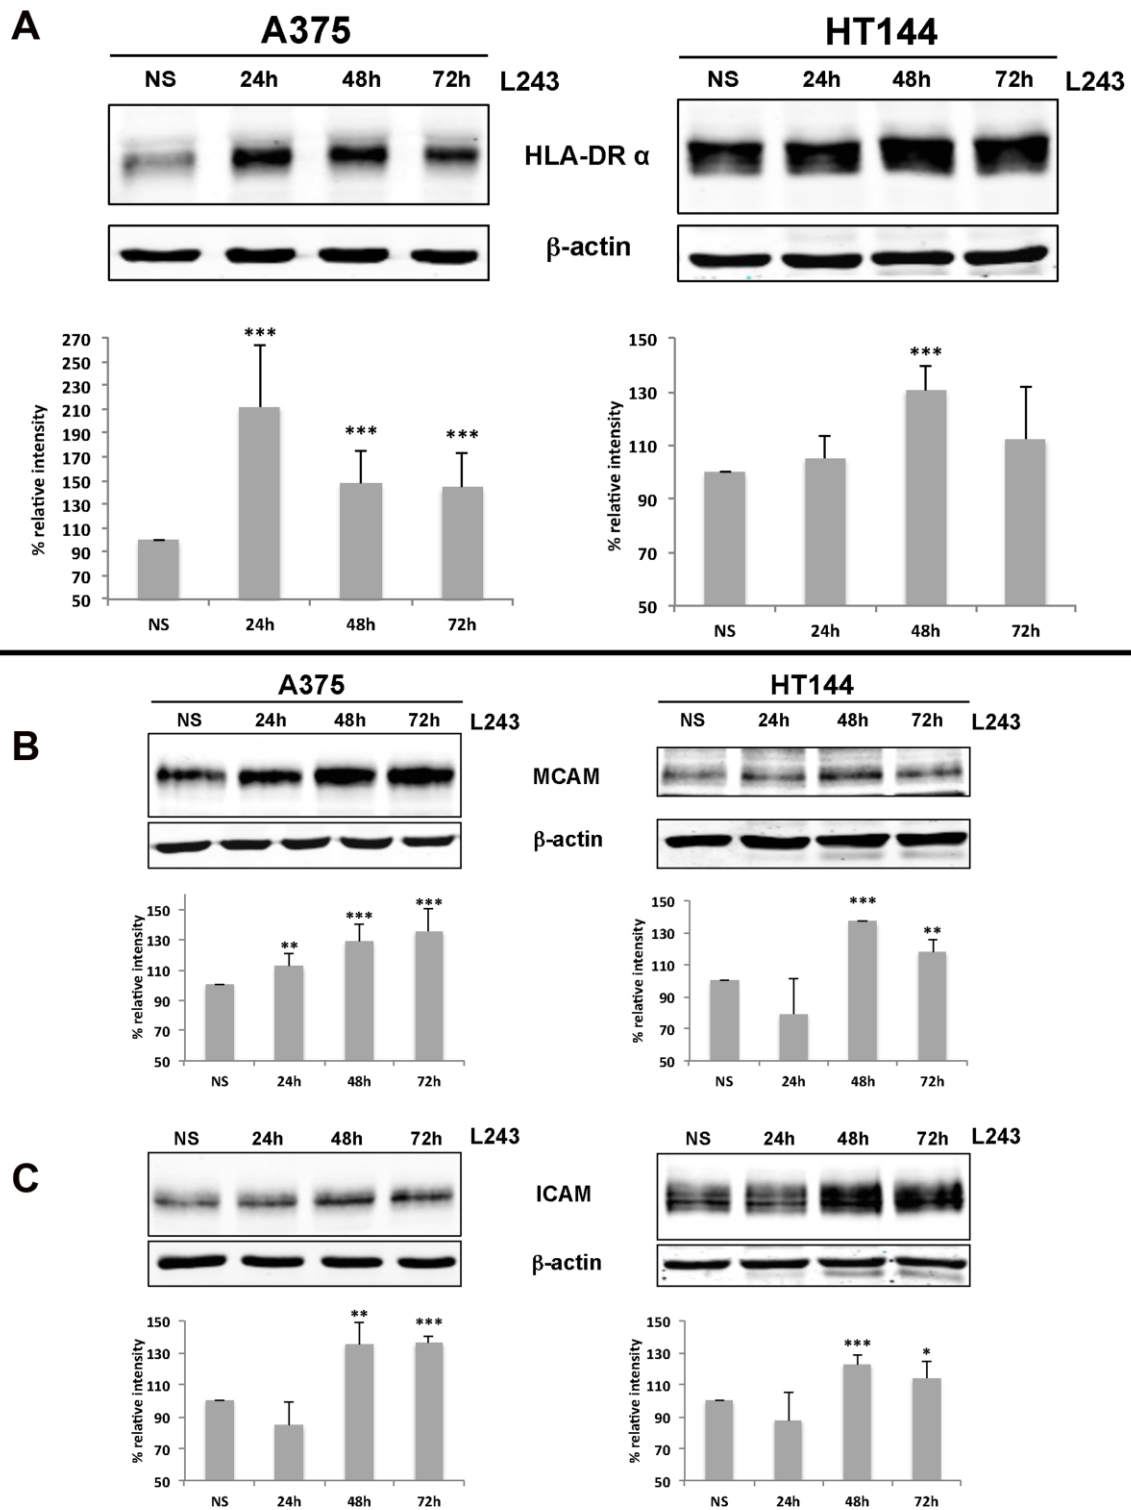 A
A375
HT144
NS 24h 48h 72h L243
NS 24h 48h 72h L243
HLA-DR α
β-actin
% relative intensity
270
250
230
210
190
170
150
130
110
90
70
50
***
***
***
NS 24h 48h 72h
% relative intensity
150
130
110
90
70
50
***
NS 24h 48h 72h
B
A375
HT144
NS 24h 48h 72h L243
NS 24h 48h 72h L243
MCAM
β-actin
% relative intensity
150
130
110
90
70
50
**
***
***
NS 24h 48h 72h
% relative intensity
150
130
110
90
70
50
***
**
NS 24h 48h 72h
C
NS 24h 48h 72h L243
NS 24h 48h 72h L243
ICAM
β-actin
% relative intensity
150
130
110
90
70
50
**
***
NS 24h 48h 72h
% relative intensity
150
130
110
90
70
50
***
*
NS 24h 48h 72h